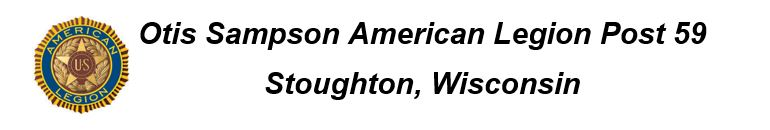 Otis Sampson American Legion Post 59
Stoughton, Wisconsin
AMERICAN
US
LEGION